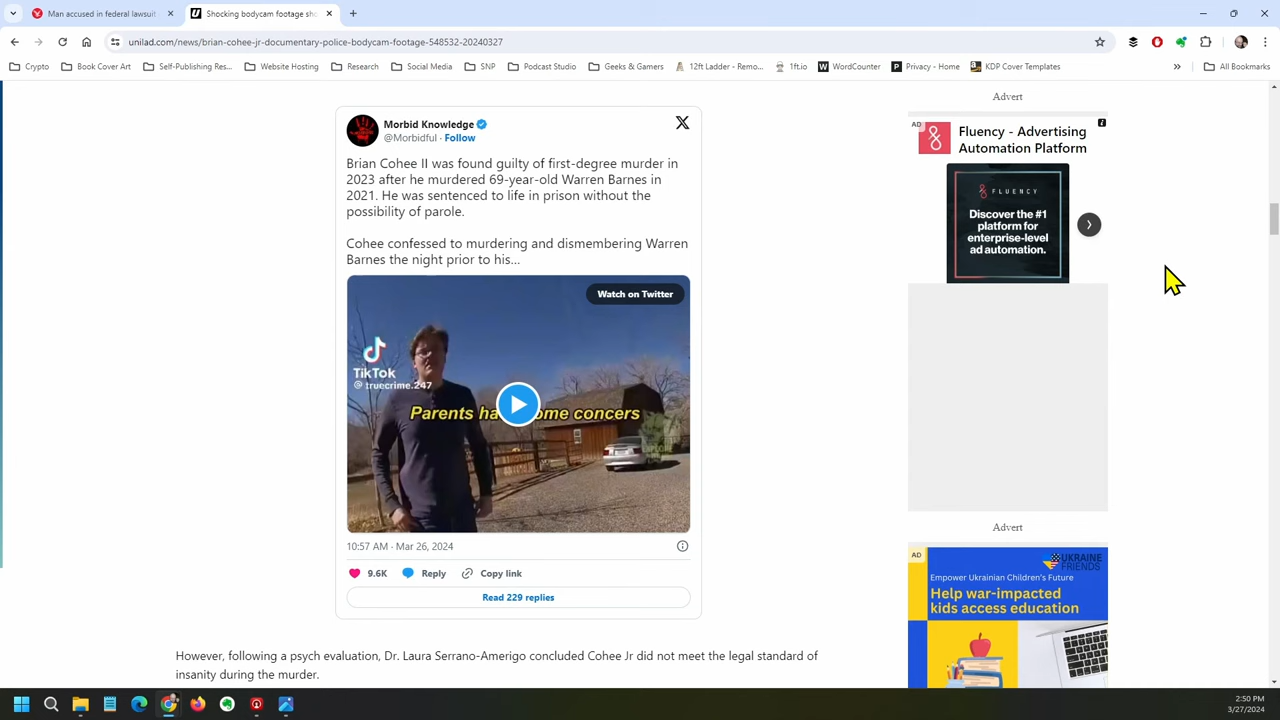 Man accused in federal lawsuit
Shocking bodycam footage sho
unilad.com/news/brian-cohee-jr-documentary-police-bodycam-footage-548532-20240327
Crypto
Book Cover Art
Self-Publishing Res...
Website Hosting
Research
Social Media
SNP
Podcast Studio
Geeks & Gamers
12ft Ladder - Remo...
1ft.io
WordCounter
Privacy - Home
KDP Cover Templates
»
All Bookmarks
Morbid Knowledge
@Morbidful · Follow
Brian Cohee II was found guilty of first-degree murder in
2023 after he murdered 69-year-old Warren Barnes in
2021. He was sentenced to life in prison without the
possibility of parole.
Cohee confessed to murdering and dismembering Warren
Barnes the night prior to his...
Watch on Twitter
TikTok
@truecrime.247
Parents ha ome concers
10:57 AM · Mar 26, 2024
9.6K
Reply
Copy link
Read 229 replies
However, following a psych evaluation, Dr. Laura Serrano-Amerigo concluded Cohee Jr did not meet the legal standard of
insanity during the murder.
Advert
AD
Fluency - Advertising
Automation Platform
FLUENCY
Discover the #1
platform for
enterprise-level
ad automation.
Advert
AD
UKRAINE
FRIENDS
Empower Ukrainian Children's Future
Help war-impacted
kids access education
2:50 PM
3/27/2024